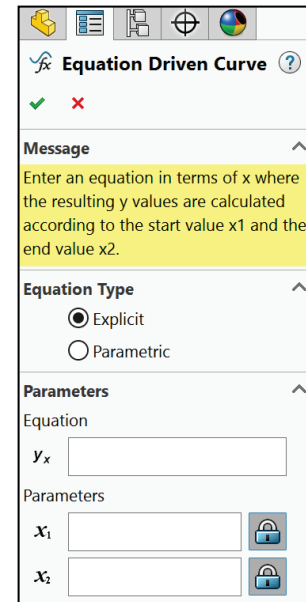 fx Equation Driven Curve ?
Message
Enter an equation in terms of x where
the resulting y values are calculated
according to the start value x1 and the
end value x2.
Equation Type
Explicit
Parametric
Parameters
Equation
yₓ
Parameters
x₁
x₂